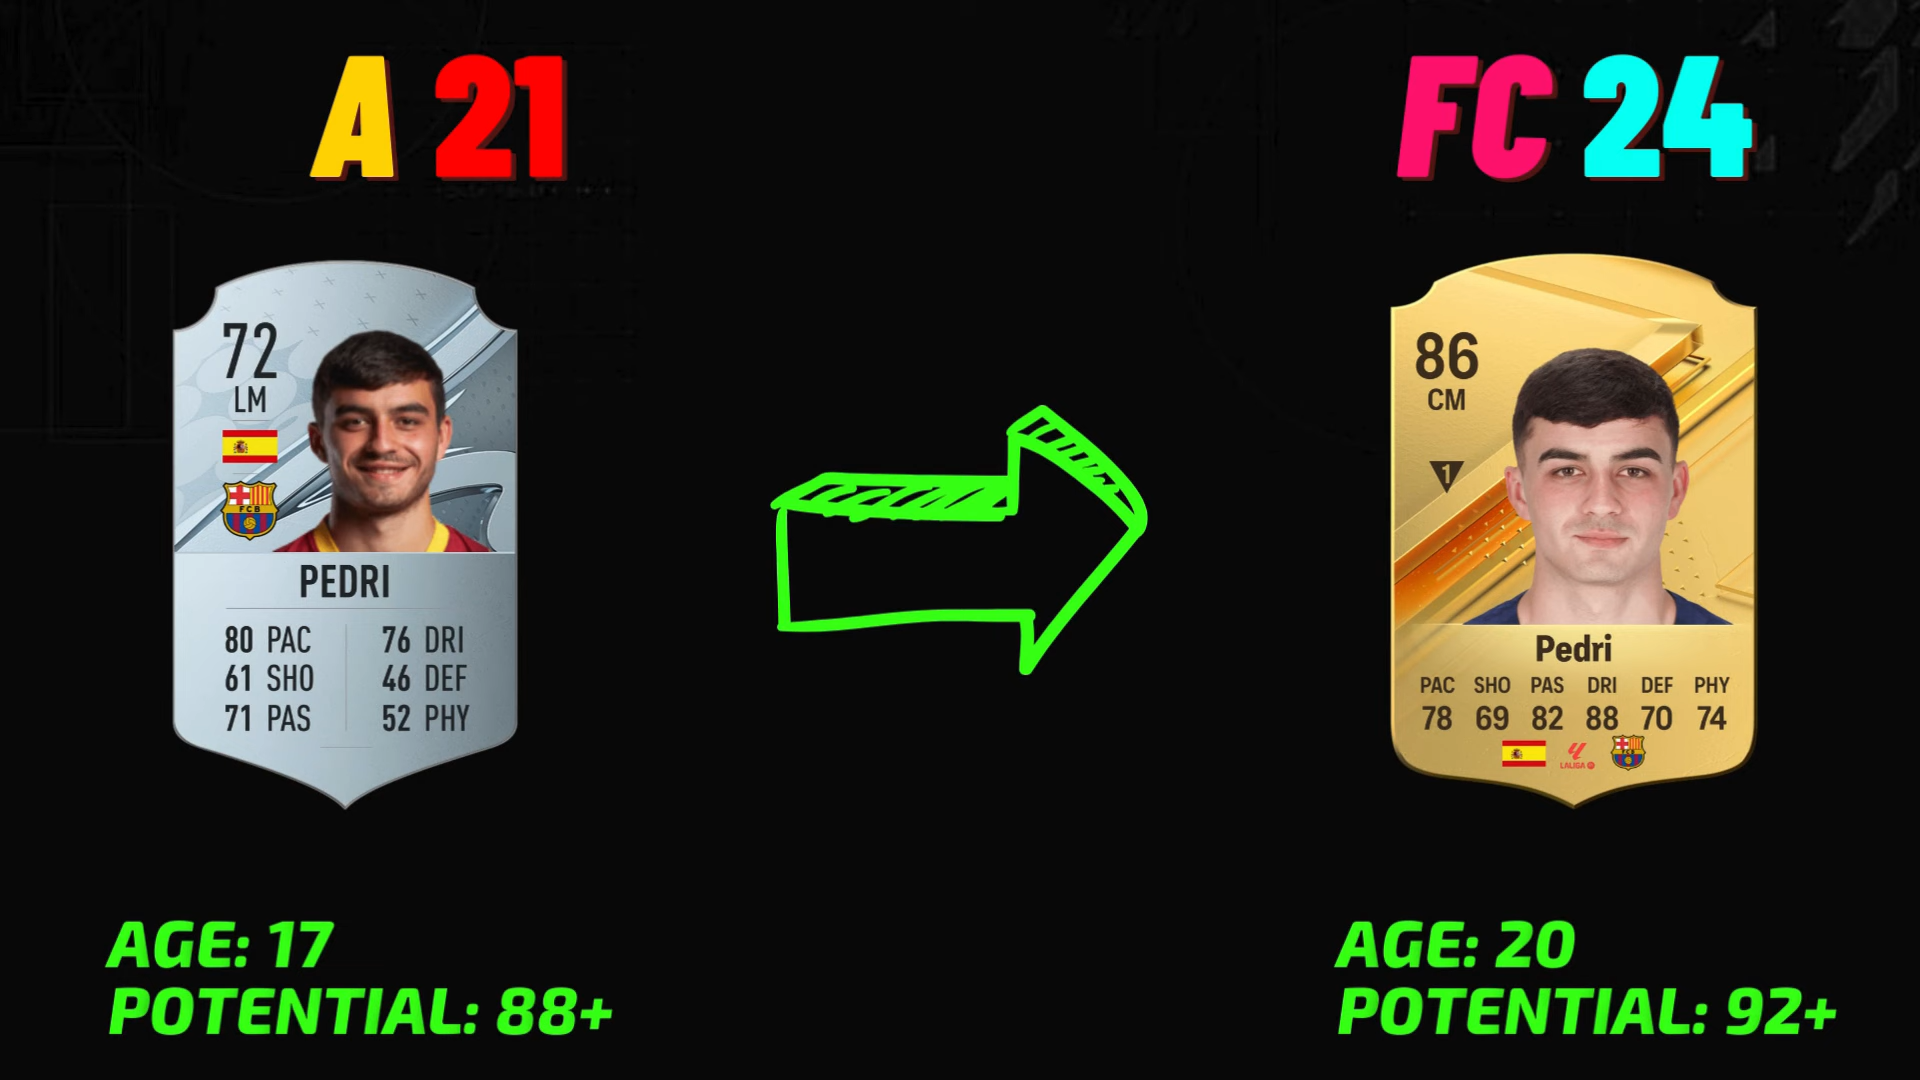 A 21
FC 24
72
LM
FCB
PEDRI
80 PAC 76 DRI
61 SHO 46 DEF
71 PAS 52 PHY
AGE: 17
POTENTIAL: 88+
86
CM
1
Pedri
PAC SHO PAS DRI DEF PHY
78 69 82 88 70 74
LALIGA
AGE: 20
POTENTIAL: 92+